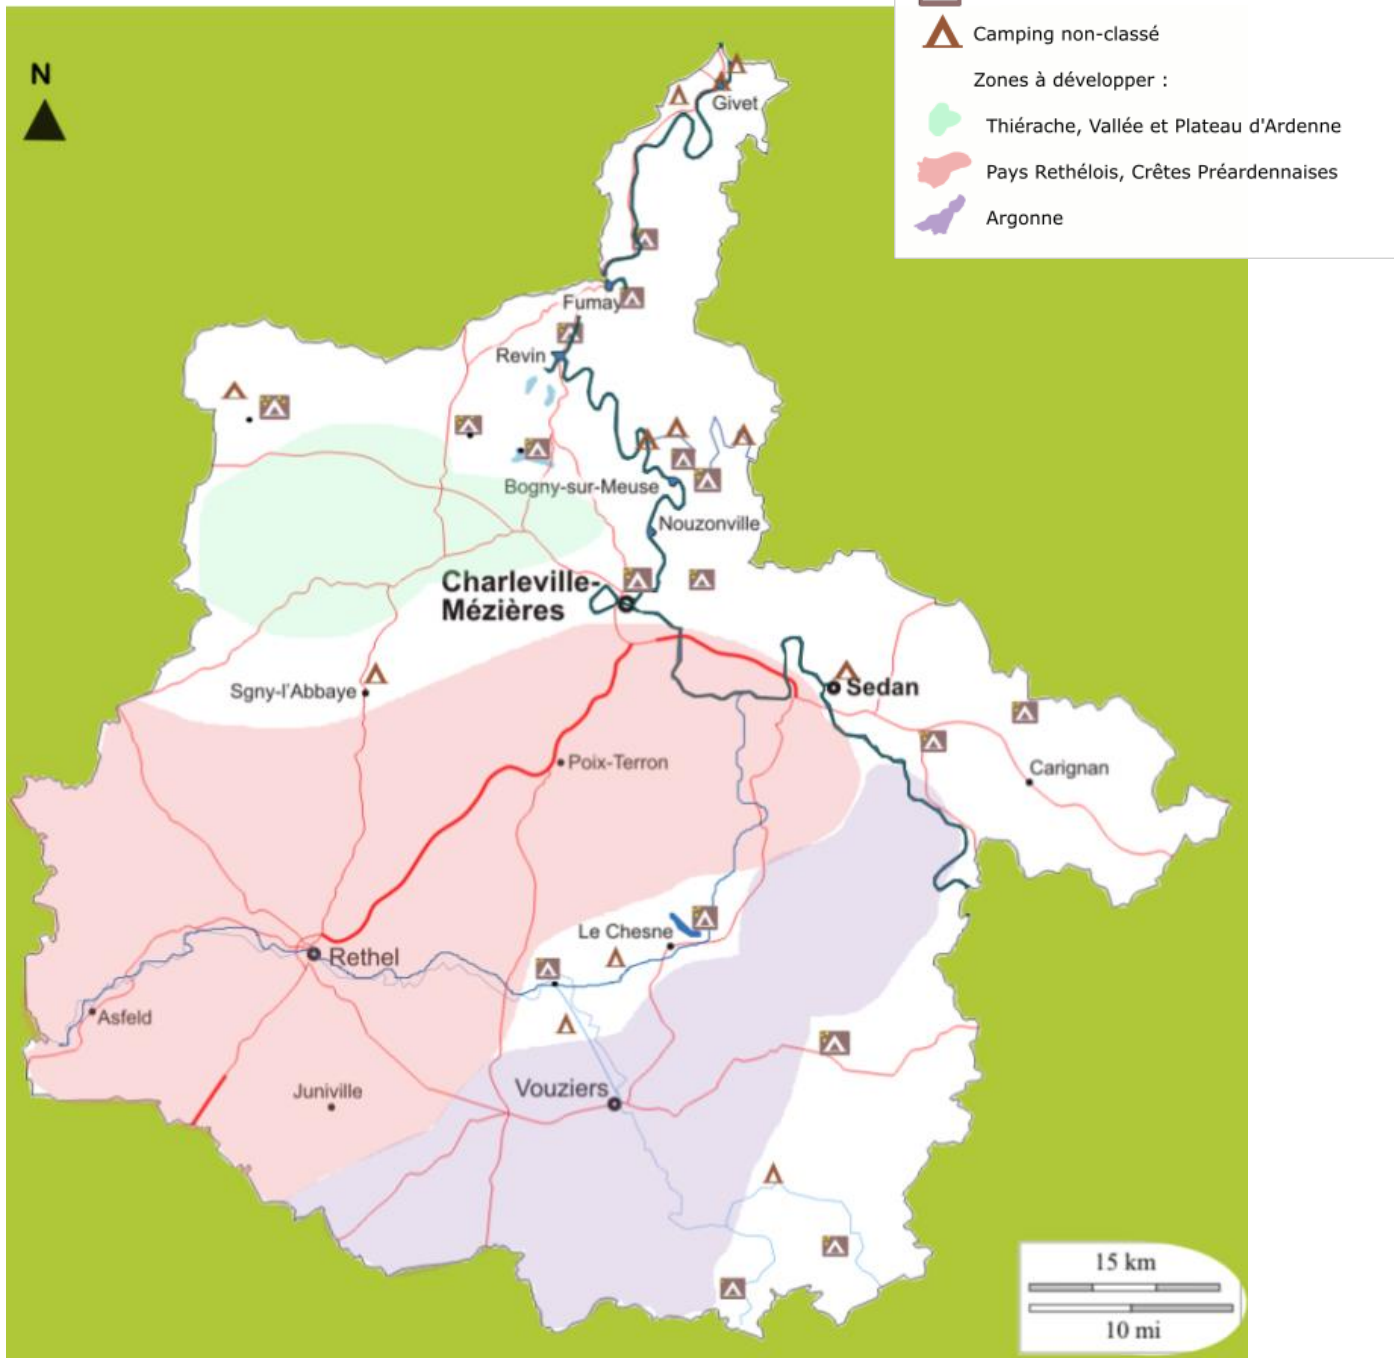 Camping non-classé
Zones à développer :
Thiérache, Vallée et Plateau d'Ardenne
Pays Rethélois, Crêtes Préardennaises
Argonne
N
Givet
Fumay
Revin
Bogny-sur-Meuse
Nouzonville
Charleville-
Mézières
Sgny-l'Abbaye
Sedan
Poix-Terron
Carignan
Le Chesne
Rethel
Asfeld
Juniville
Vouziers
15 km
10 mi